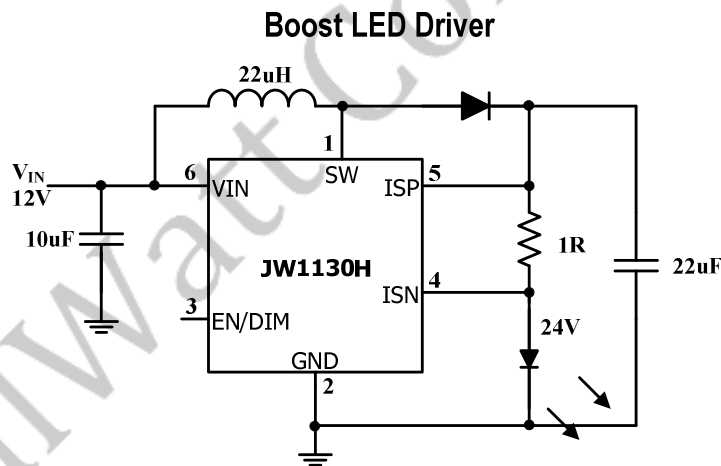 Boost LED Driver
22uH
1
V_IN
12V
6
VIN
SW
ISP
5
10uF
JW1130H
1R
22uF
ISN
4
3
EN/DIM
24V
GND
2